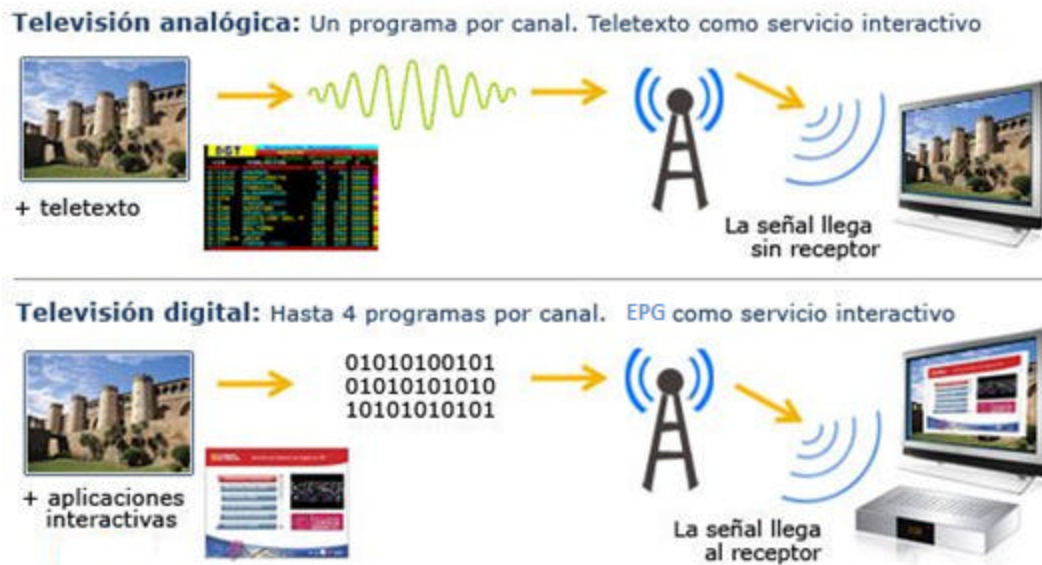 Televisión analógica: Un programa por canal. Teletexto como servicio interactivo
+ teletexto
La señal llega
sin receptor
Televisión digital: Hasta 4 programas por canal. EPG como servicio interactivo
01010100101
01010101010
10101010101
+ aplicaciones
interactivas
La señal llega
al receptor